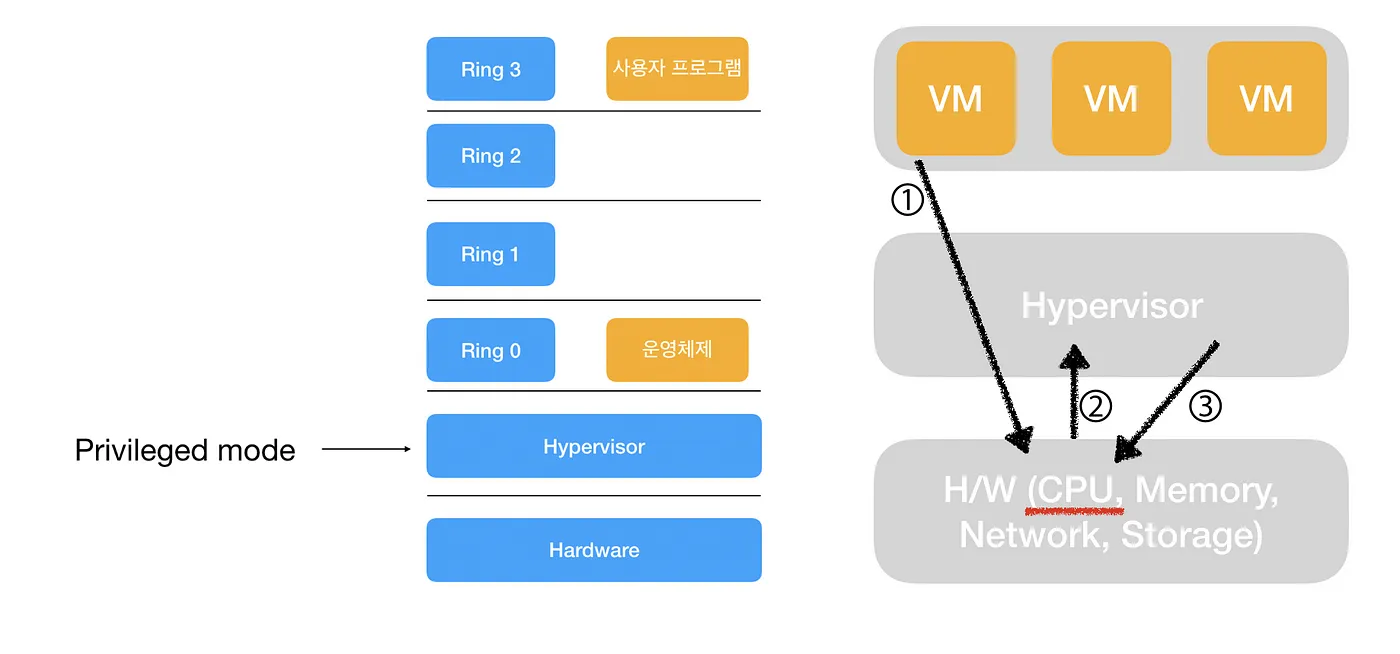 Ring 3
사용자 프로그램
Ring 2
Ring 1
Ring 0
운영체제
Privileged mode
Hypervisor
Hardware
VM
VM
VM
①
Hypervisor
②
③
H/W (CPU, Memory,
Network, Storage)